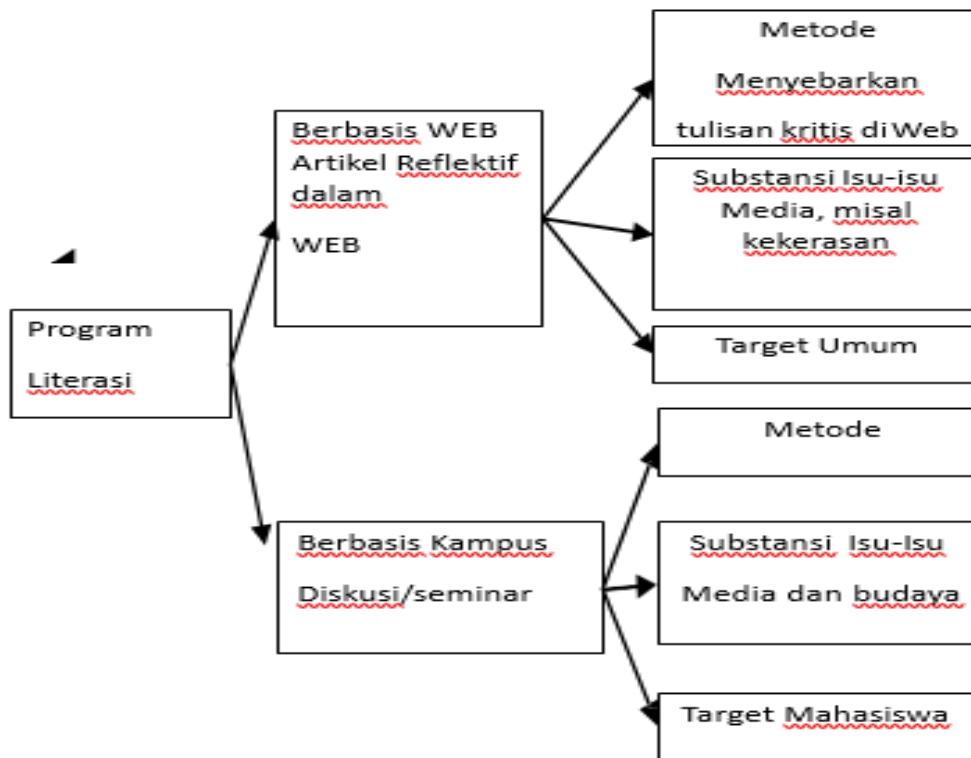 Program
Literasi
Berbasis WEB
Artikel Reflektif
dalam
WEB
Metode
Menyebarkan
tulisan kritis di Web
Substansi Isu-isu
Media, misal
kekerasan
Target Umum
Berbasis Kampus
Diskusi/seminar
Metode
Substansi Isu-Isu
Media dan budaya
Target Mahasiswa